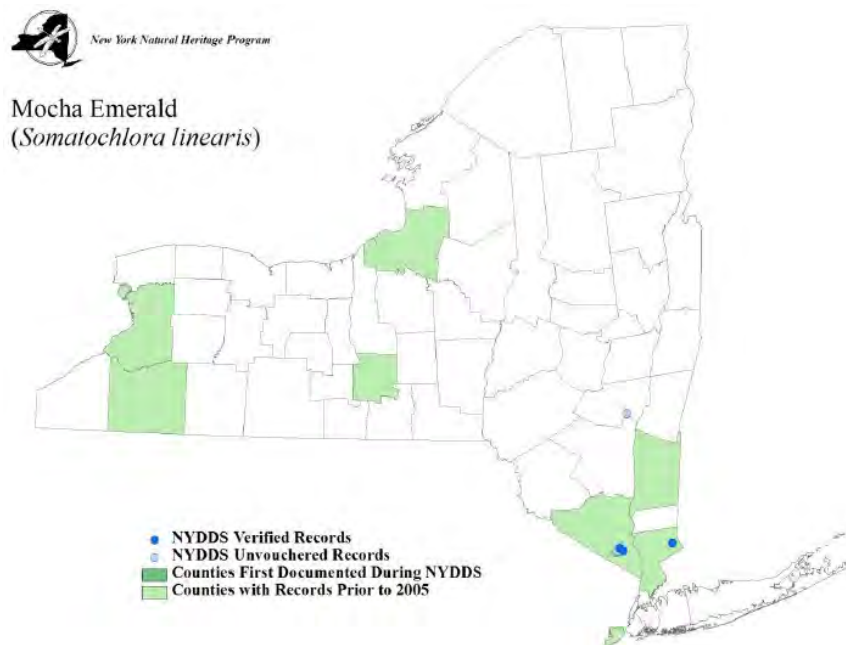 New York Natural Heritage Program
Mocha Emerald
(Somatochlora linearis)
NYDDS Verified Records
NYDDS Unvouchered Records
Counties First Documented During NYDDS
Counties with Records Prior to 2005